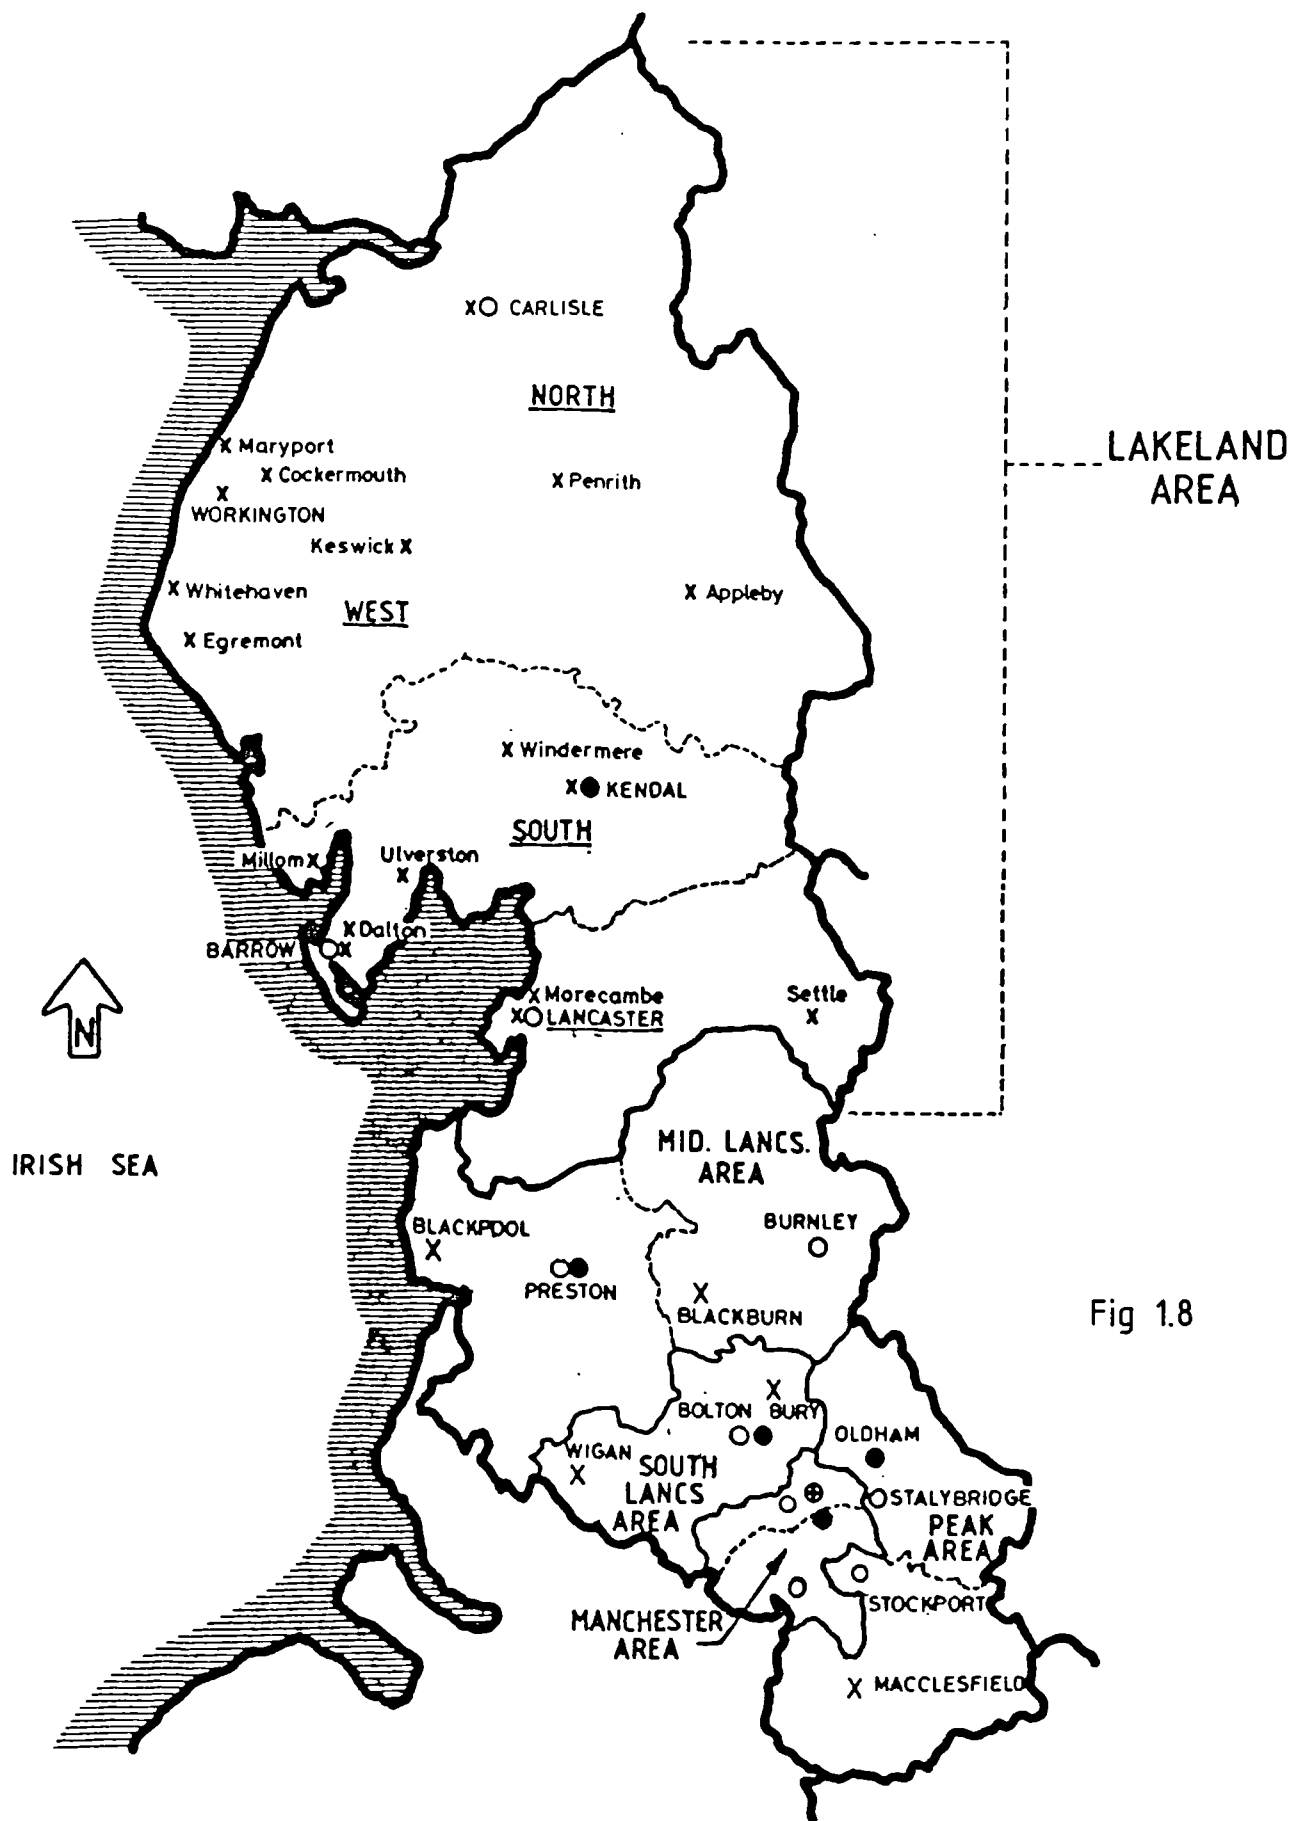 CARLISLE
NORTH
Maryport
Cockermouth
Penrith
WORKINGTON
Keswick
Whitehaven
Appleby
WEST
Egremont
LAKELAND
AREA
Windermere
KENDAL
SOUTH
Millom
Ulverston
Dalton
BARROW
Morecambe
LANCASTER
Settle
N
IRISH SEA
MID. LANCS.
AREA
BLACKPOOL
BURNLEY
PRESTON
BLACKBURN
Fig 1.8
BOLTON
BURY
OLDHAM
WIGAN
SOUTH
LANCS
AREA
STALYBRIDGE
PEAK
AREA
STOCKPORT
MANCHESTER
AREA
MACCLESFIELD